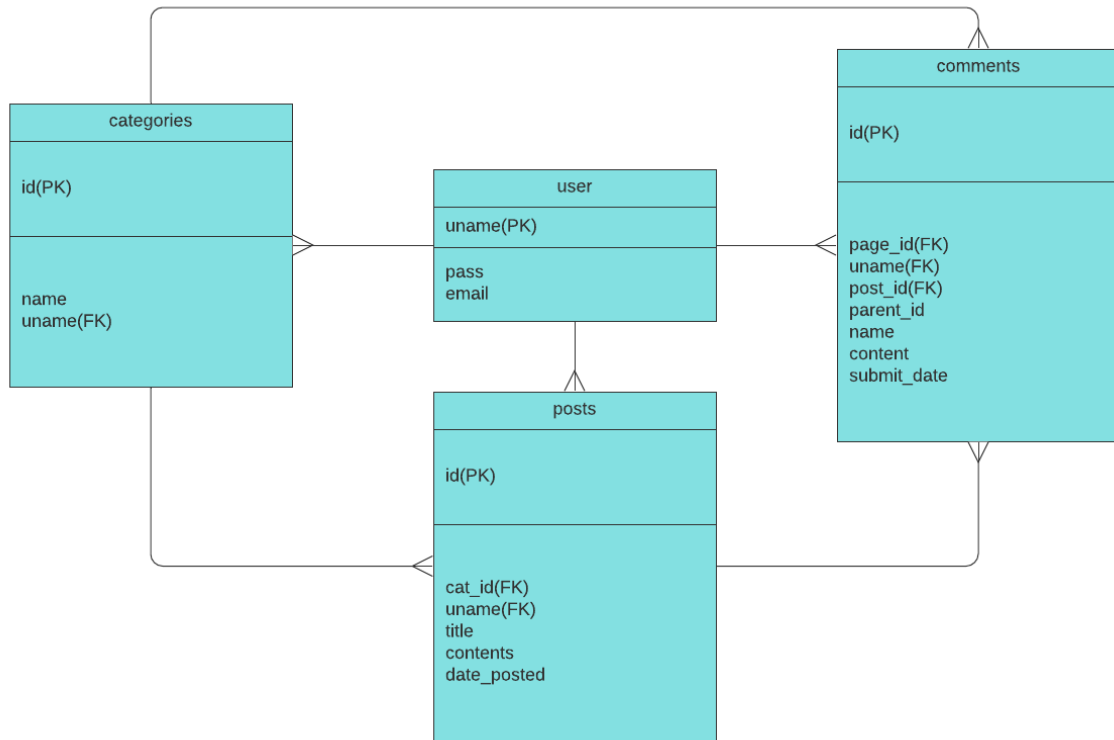 categories
id(PK)
name
uname(FK)
user
uname(PK)
pass
email
posts
id(PK)
cat_id(FK)
uname(FK)
title
contents
date_posted
comments
id(PK)
page_id(FK)
uname(FK)
post_id(FK)
parent_id
name
content
submit_date